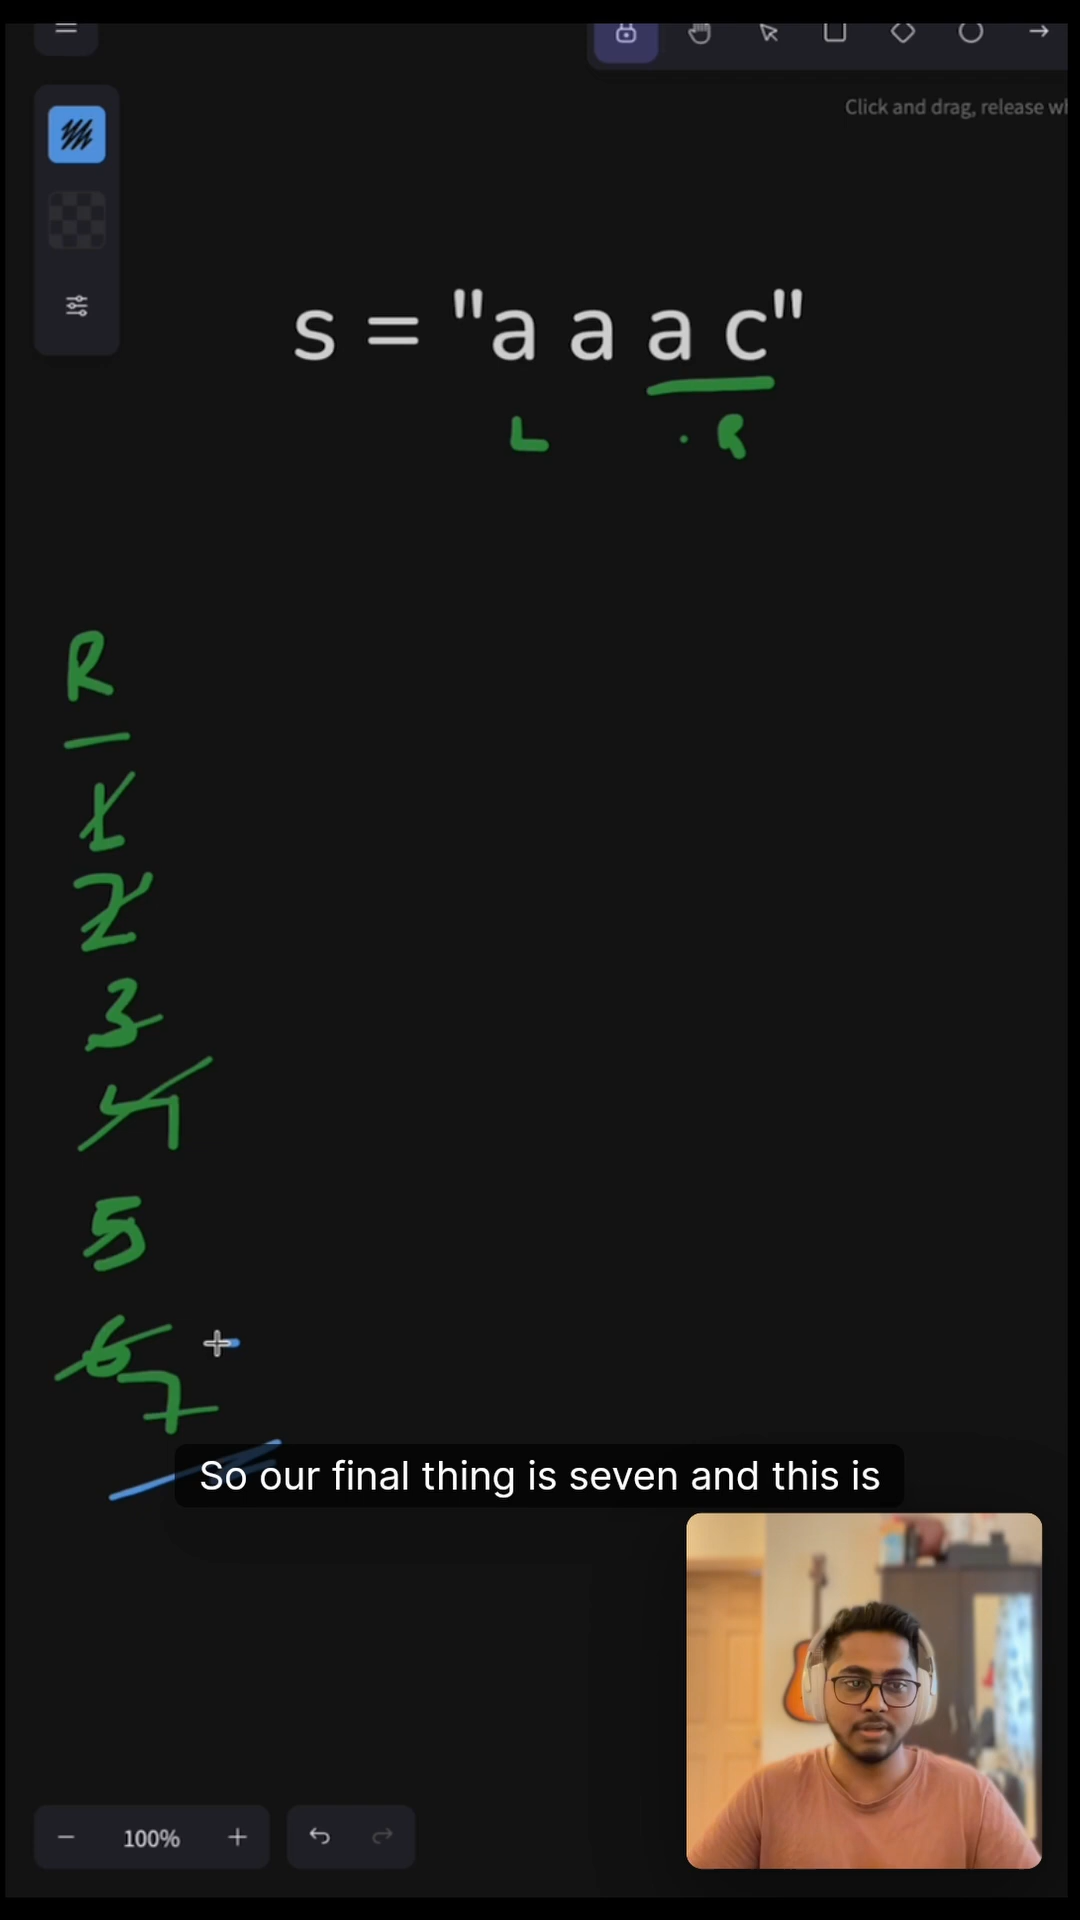 Click and drag, release wh
s = "a a a c"
L . R
R
1
2
3
4
5
6
7
So our final thing is seven and this is
100%